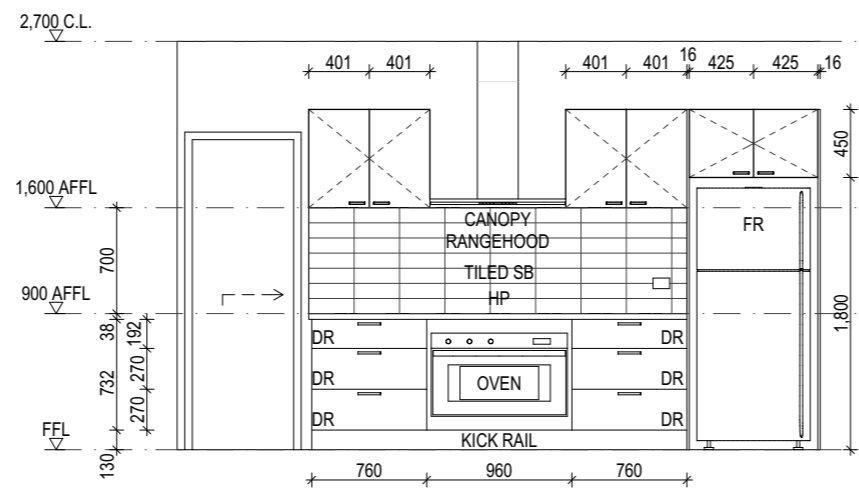 2,700 C.L.
401 401 401 401 16 425 425 16
450
1,600 AFFL
CANOPY
RANGEHOOD
FR
700
TILED SB
900 AFFL
HP
1,800
38 192
DR DR
732 270
DR OVEN DR
270
DR DR
FFL
KICK RAIL
130
760 960 760